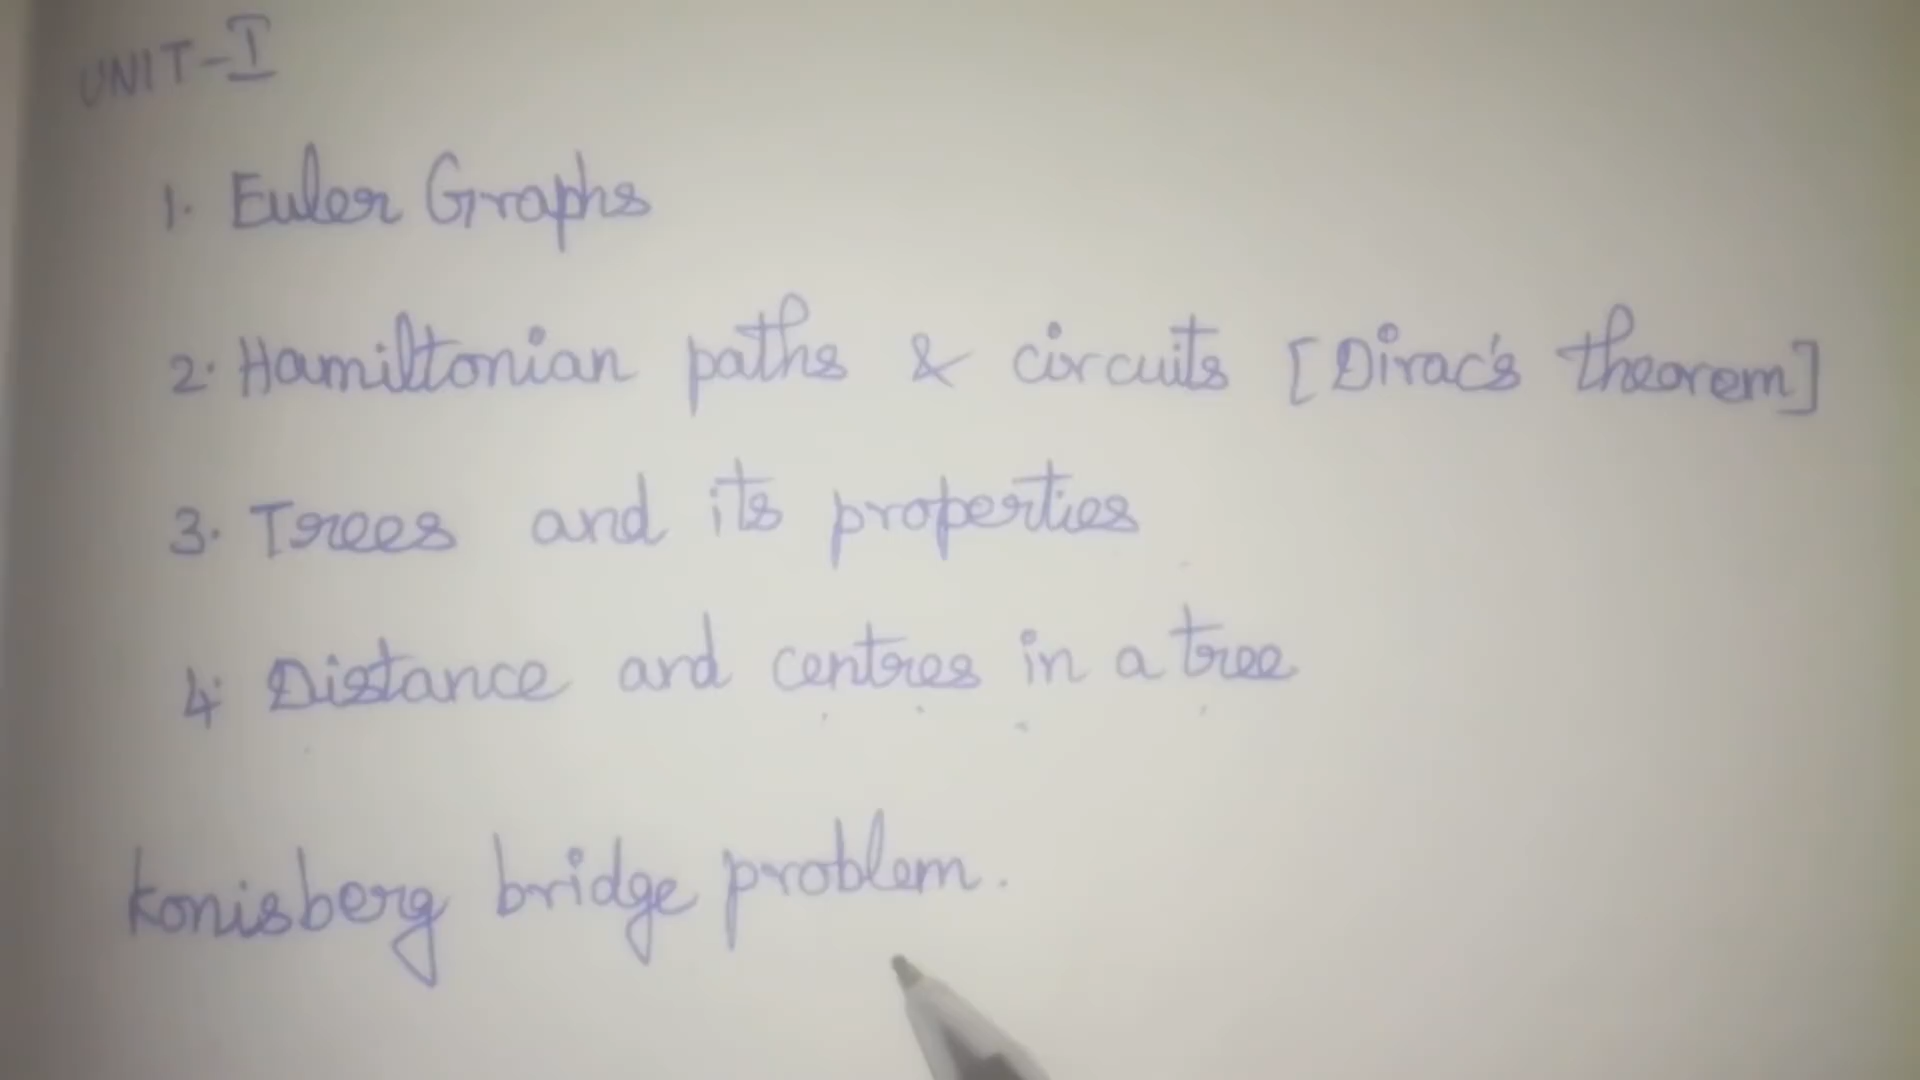 UNIT-I
1. Euler Graphs
2. Hamiltonian paths & circuits [Dirac's theorem]
3. Trees and its properties
4. Distance and centres in a tree
konisberg bridge problem.